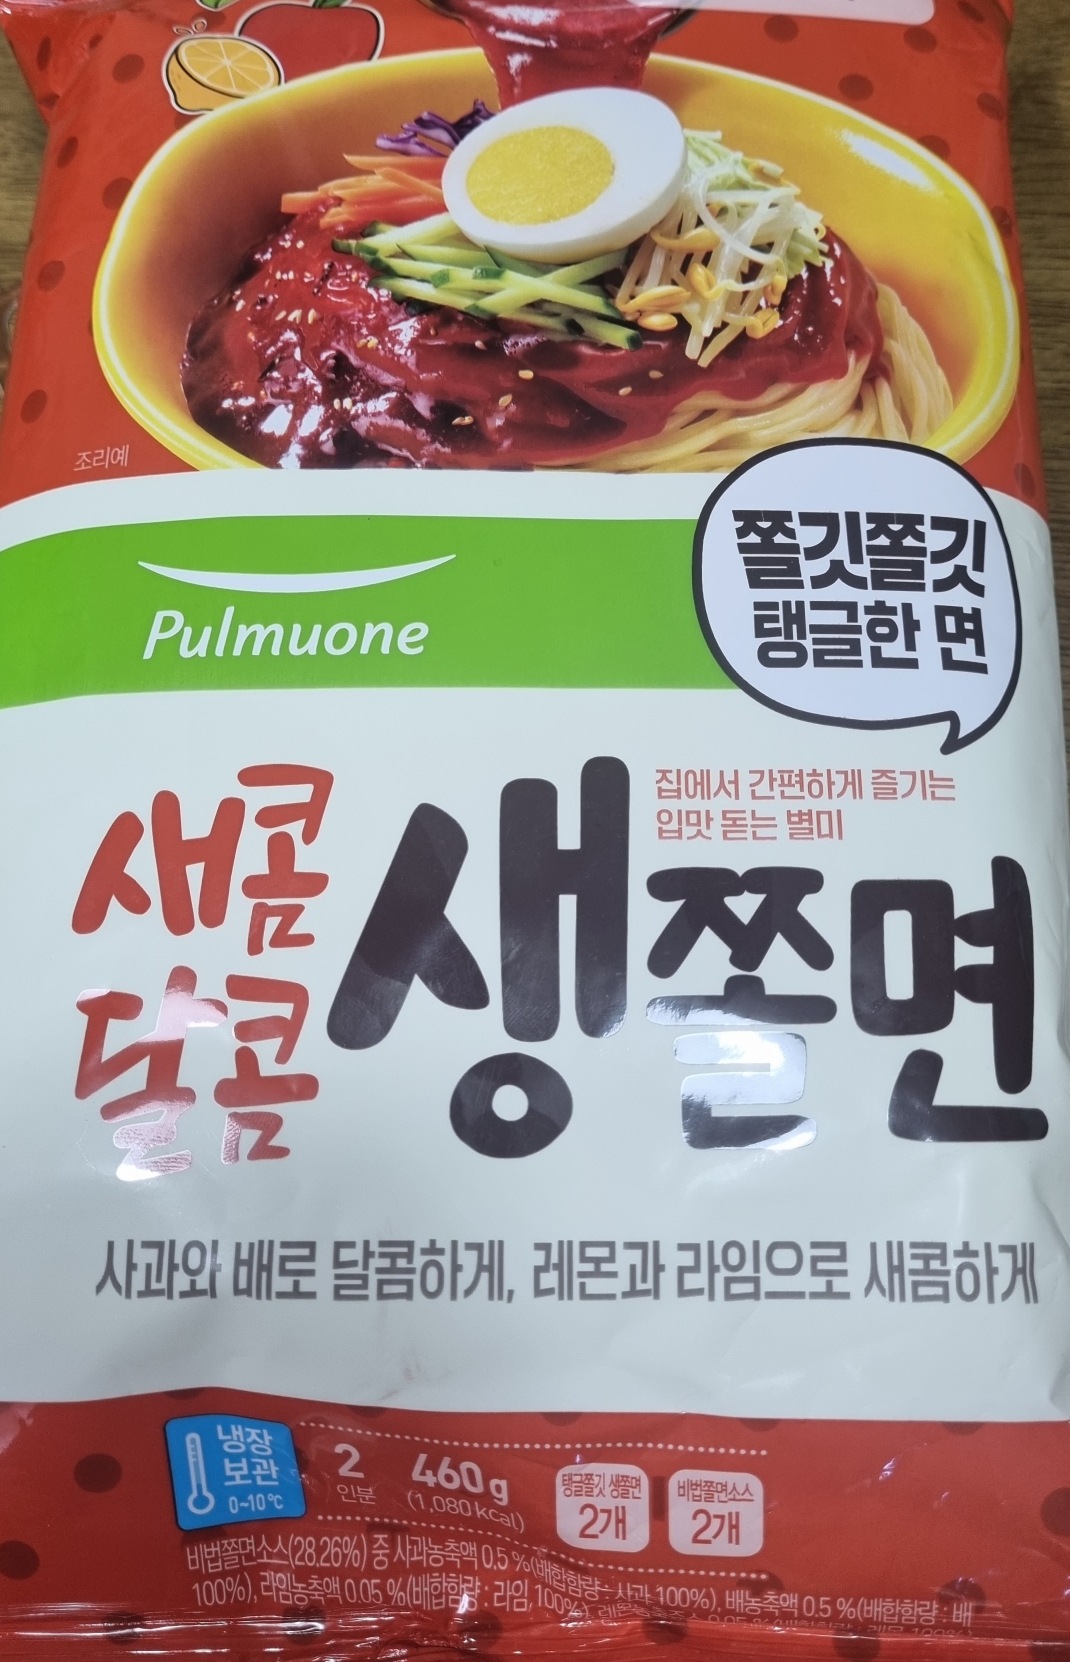 조리예
Pulmuone
쫄깃쫄깃
탱글한 면
집에서 간편하게 즐기는
입맛 돋는 별미
새콤
달콤
생쫄면
사과와 배로 달콤하게, 레몬과 라임으로 새콤하게
냉장
보관
0~10℃
2
인분
460g
(1,080 kcal)
탱글쫄깃 생쫄면
2개
비법쫄면소스
2개
비법쫄면소스(28.26%) 중 사과농축액 0.5 %(배합함량 : 사과 100%), 배농축액 0.5 %(배합함량 : 배
100%), 라임농축액 0.05 %(배합함량 : 라임 100%),